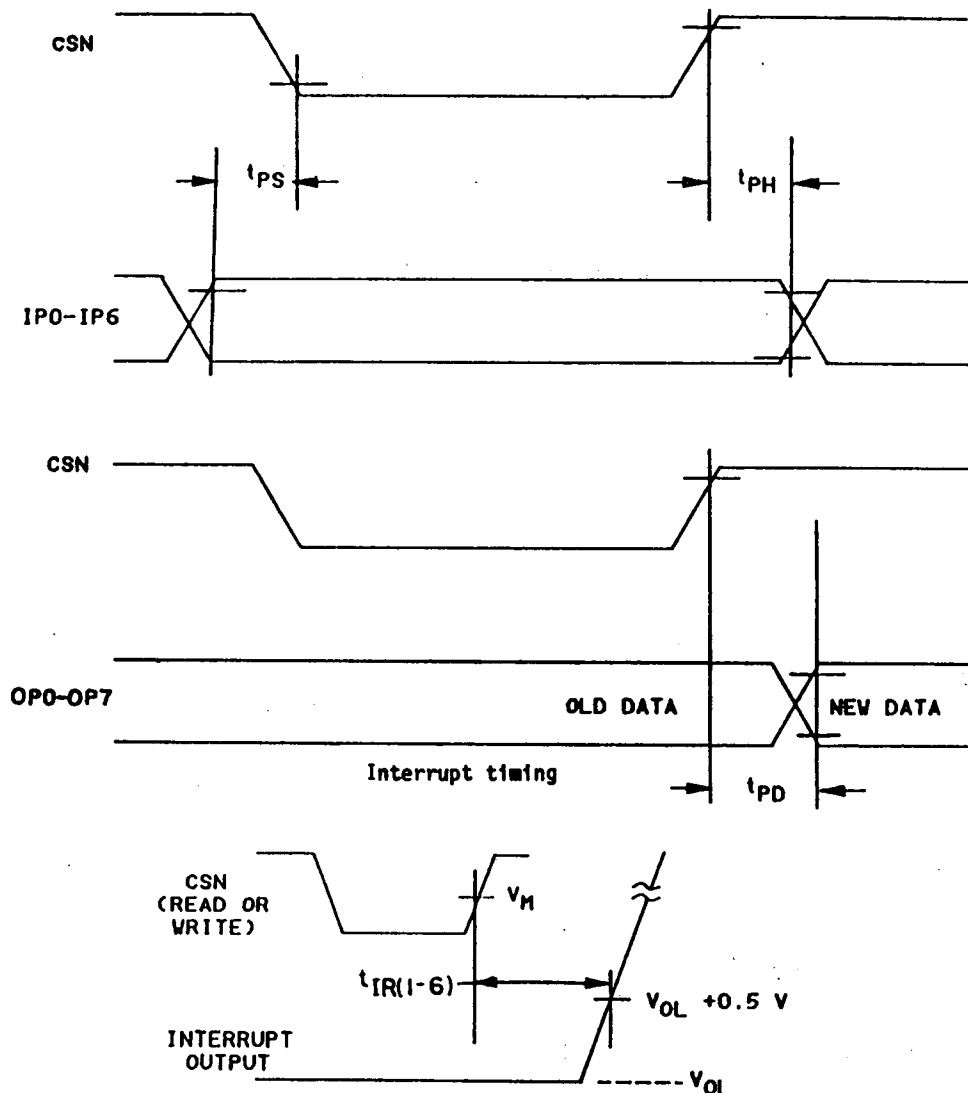 CSN
tPS
tPH
IP0-IP6
CSN
OP0-OP7
OLD DATA
NEW DATA
Interrupt timing
tPD
CSN
(READ OR
WRITE)
VM
tIR(1-6)
VOL +0.5 V
INTERRUPT
OUTPUT
VOL